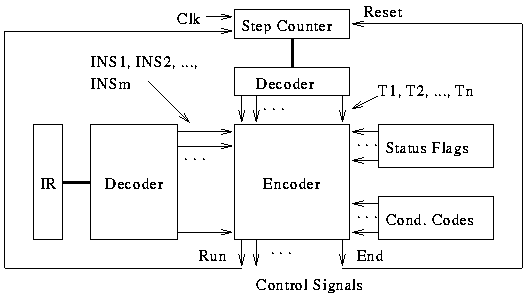 Clk
Reset
Step Counter
INS1, INS2, ...,
INSm
Decoder
T1, T2, ..., Tn
. . .
. . .
IR
Decoder
Encoder
Status Flags
. . .
. . .
Cond. Codes
Run
. . .
End
Control Signals